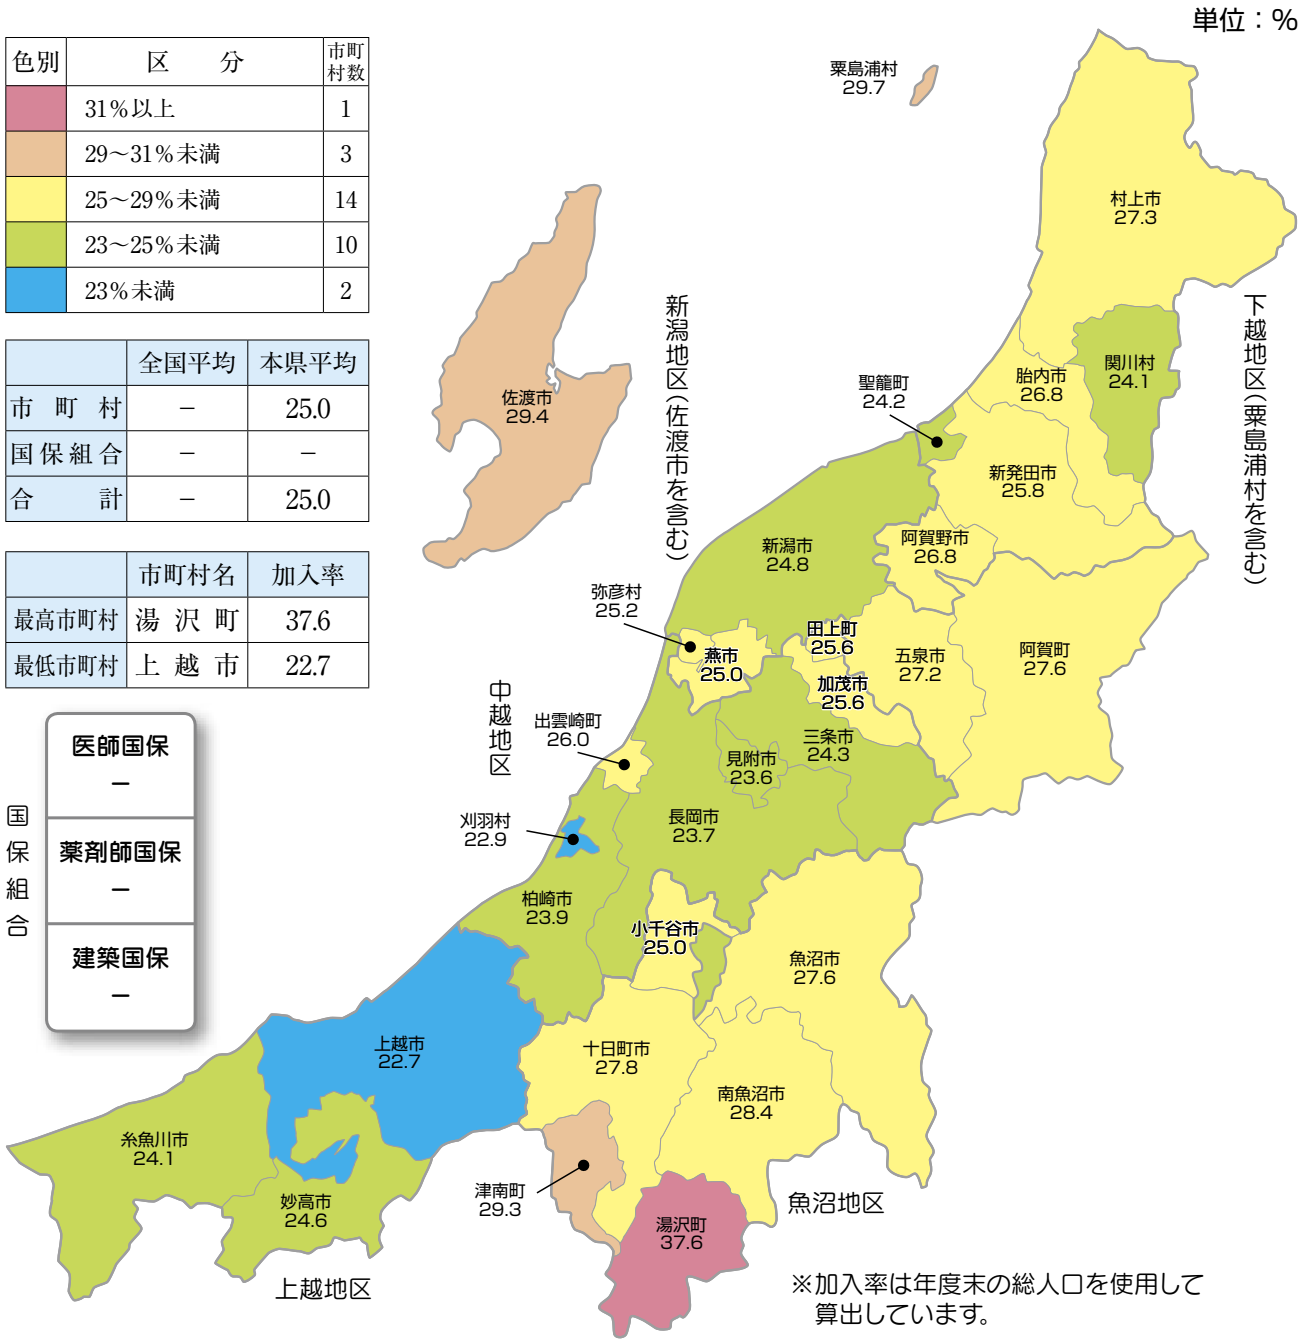 単位：％
色別 区 分 市町村数
31％以上 1
29〜31％未満 3
25〜29％未満 14
23〜25％未満 10
23％未満 2
全国平均 本県平均
市町村 － 25.0
国保組合 － －
合計 － 25.0
市町村名 加入率
最高市町村 湯沢町 37.6
最低市町村 上越市 22.7
国保組合
医師国保
－
薬剤師国保
－
建築国保
－
粟島浦村
29.7
村上市
27.3
下越地区（粟島浦村を含む）
関川村
24.1
胎内市
26.8
聖籠町
24.2
新発田市
25.8
新潟地区（佐渡市を含む）
佐渡市
29.4
新潟市
24.8
阿賀野市
26.8
弥彦村
25.2
燕市
25.0
田上町
25.6
加茂市
25.6
五泉市
27.2
阿賀町
27.6
中越地区
出雲崎町
26.0
三条市
24.3
見附市
23.6
長岡市
23.7
刈羽村
22.9
柏崎市
23.9
小千谷市
25.0
魚沼市
27.6
上越市
22.7
十日町市
27.8
南魚沼市
28.4
糸魚川市
24.1
妙高市
24.6
津南町
29.3
湯沢町
37.6
魚沼地区
上越地区
※加入率は年度末の総人口を使用して
算出しています。